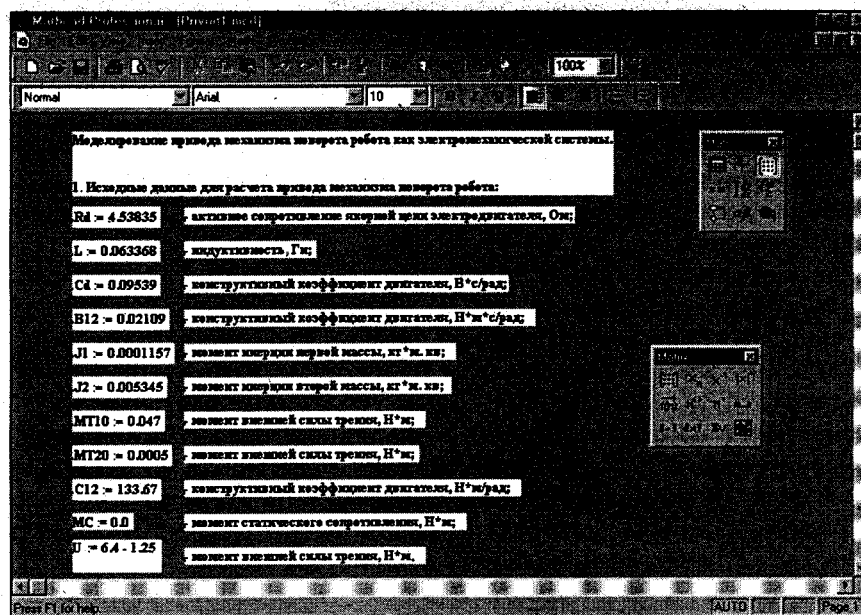 Mathcad Professional - [Privont1.mcd]
100%
Normal Arial 10
Моделирование привода механизма поворота робота как электромеханической системы.
1. Исходные данные для расчета привода механизма поворота робота:
Rd := 4.53835 - активное сопротивление якорной цепи электродвигателя, Ом;
L := 0.063368 - индуктивность, Гн;
Cd := 0.09539 - конструктивный коэффициент двигателя, В*с/рад;
B12 := 0.02109 - конструктивный коэффициент двигателя, Н*м*с/рад;
J1 := 0.0001157 - момент инерции первой массы, кг*м. кв;
J2 := 0.005345 - момент инерции второй массы, кг*м. кв;
MT10 := 0.047 - момент внешней силы трения, Н*м;
MT20 := 0.0005 - момент внешней силы трения, Н*м;
C12 := 133.67 - конструктивный коэффициент двигателя, Н*м/рад;
MC := 0.0 - момент статического сопротивления, Н*м;
U := 6.4 - 1.25 - момент внешней силы трения, Н*м.
Press F1 for help. AUTO Page